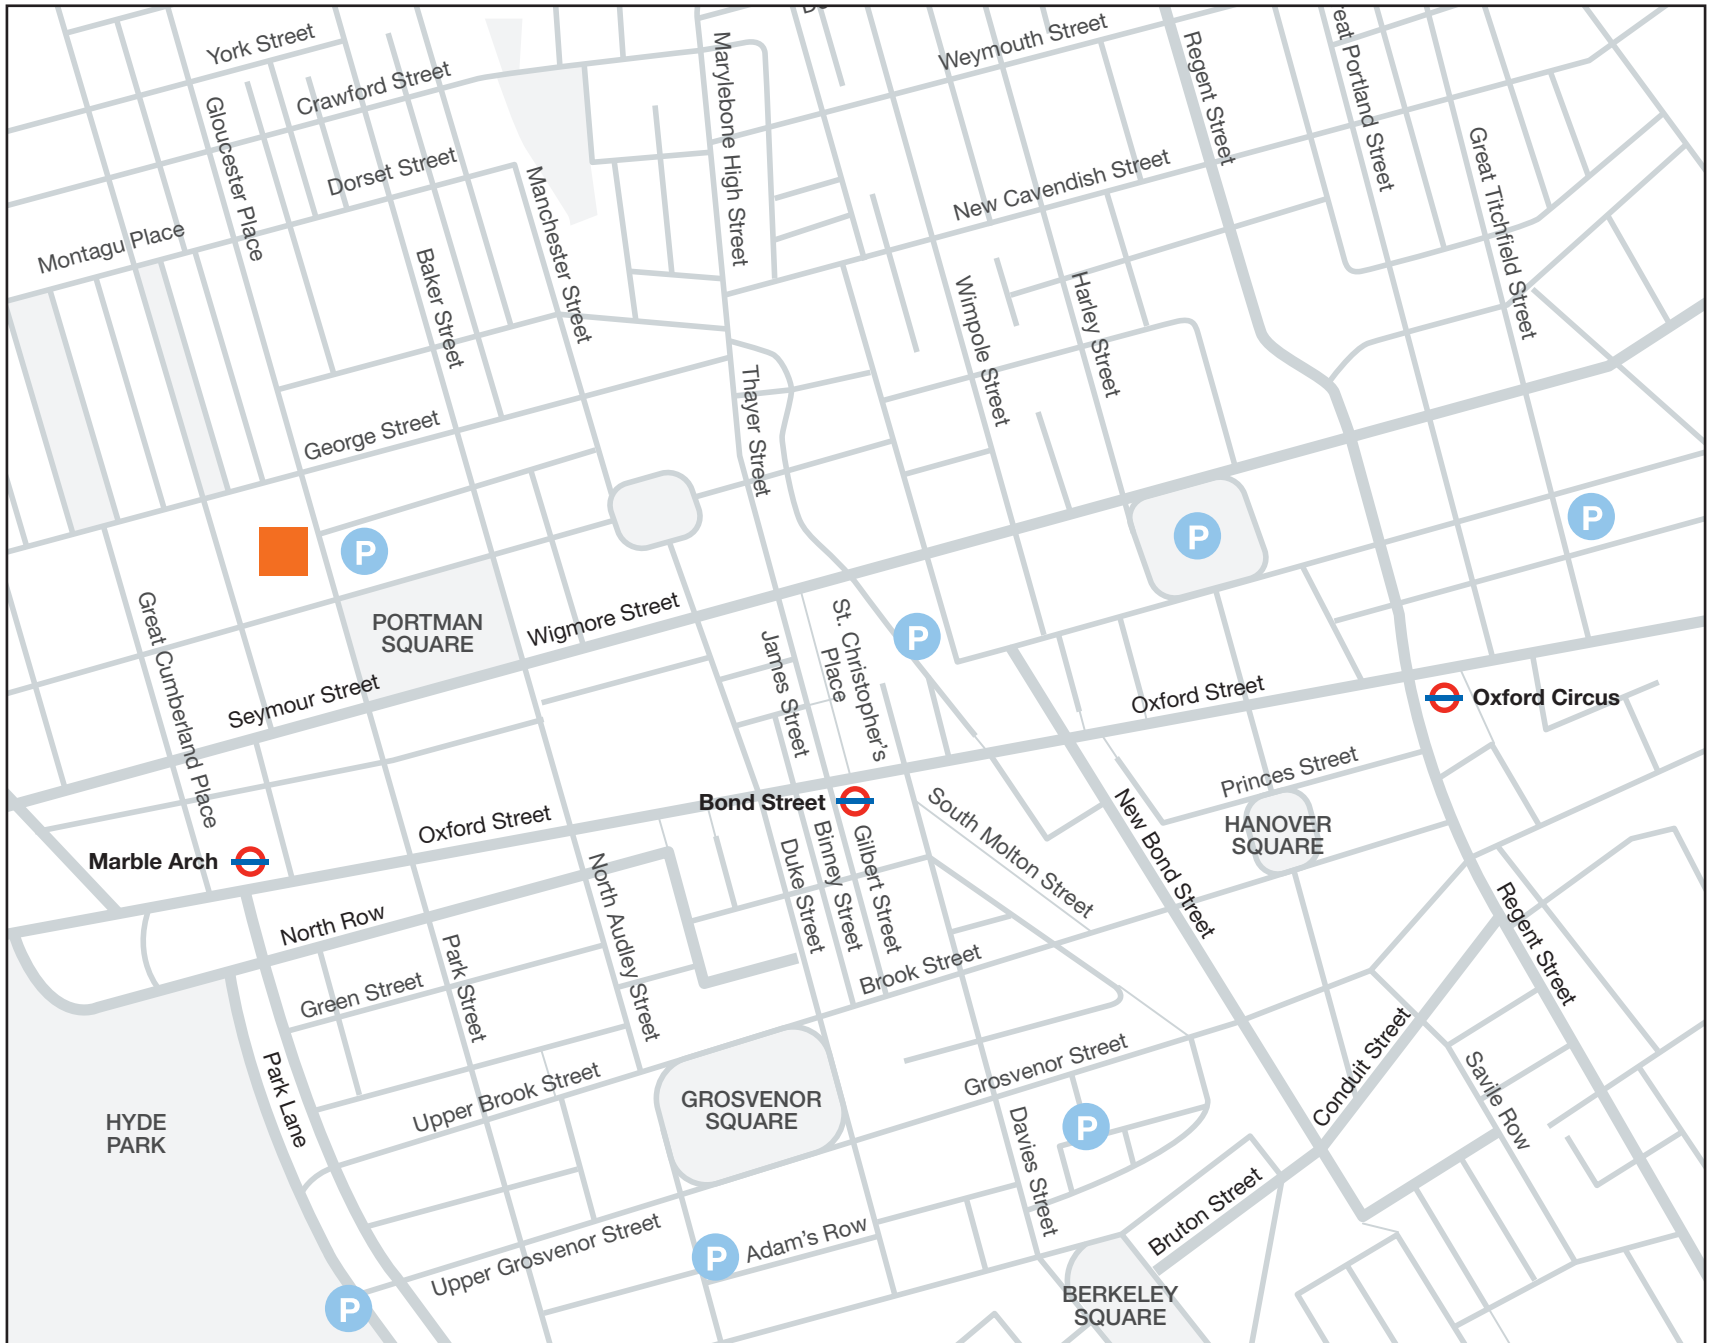 York Street
Crawford Street
Gloucester Place
Dorset Street
Montagu Place
Manchester Street
Baker Street
Marylebone High Street
Weymouth Street
Regent Street
eat Portland Street
Great Titchfield Street
New Cavendish Street
Wimpole Street
Harley Street
Thayer Street
George Street
P
P
P
P
PORTMAN
SQUARE
Wigmore Street
Great Cumberland Place
Seymour Street
James Street
St. Christopher's
Place
Oxford Street
Oxford Circus
Princes Street
HANOVER
SQUARE
Bond Street
Oxford Street
Marble Arch
North Row
North Audley Street
Duke Street
Binney Street
Gilbert Street
South Molton Street
New Bond Street
Regent Street
Brook Street
Green Street
Park Street
Park Lane
HYDE
PARK
Upper Brook Street
GROSVENOR
SQUARE
Grosvenor Street
Conduit Street
Savile Row
Davies Street
P
Bruton Street
Upper Grosvenor Street
P
Adam's Row
P
BERKELEY
SQUARE